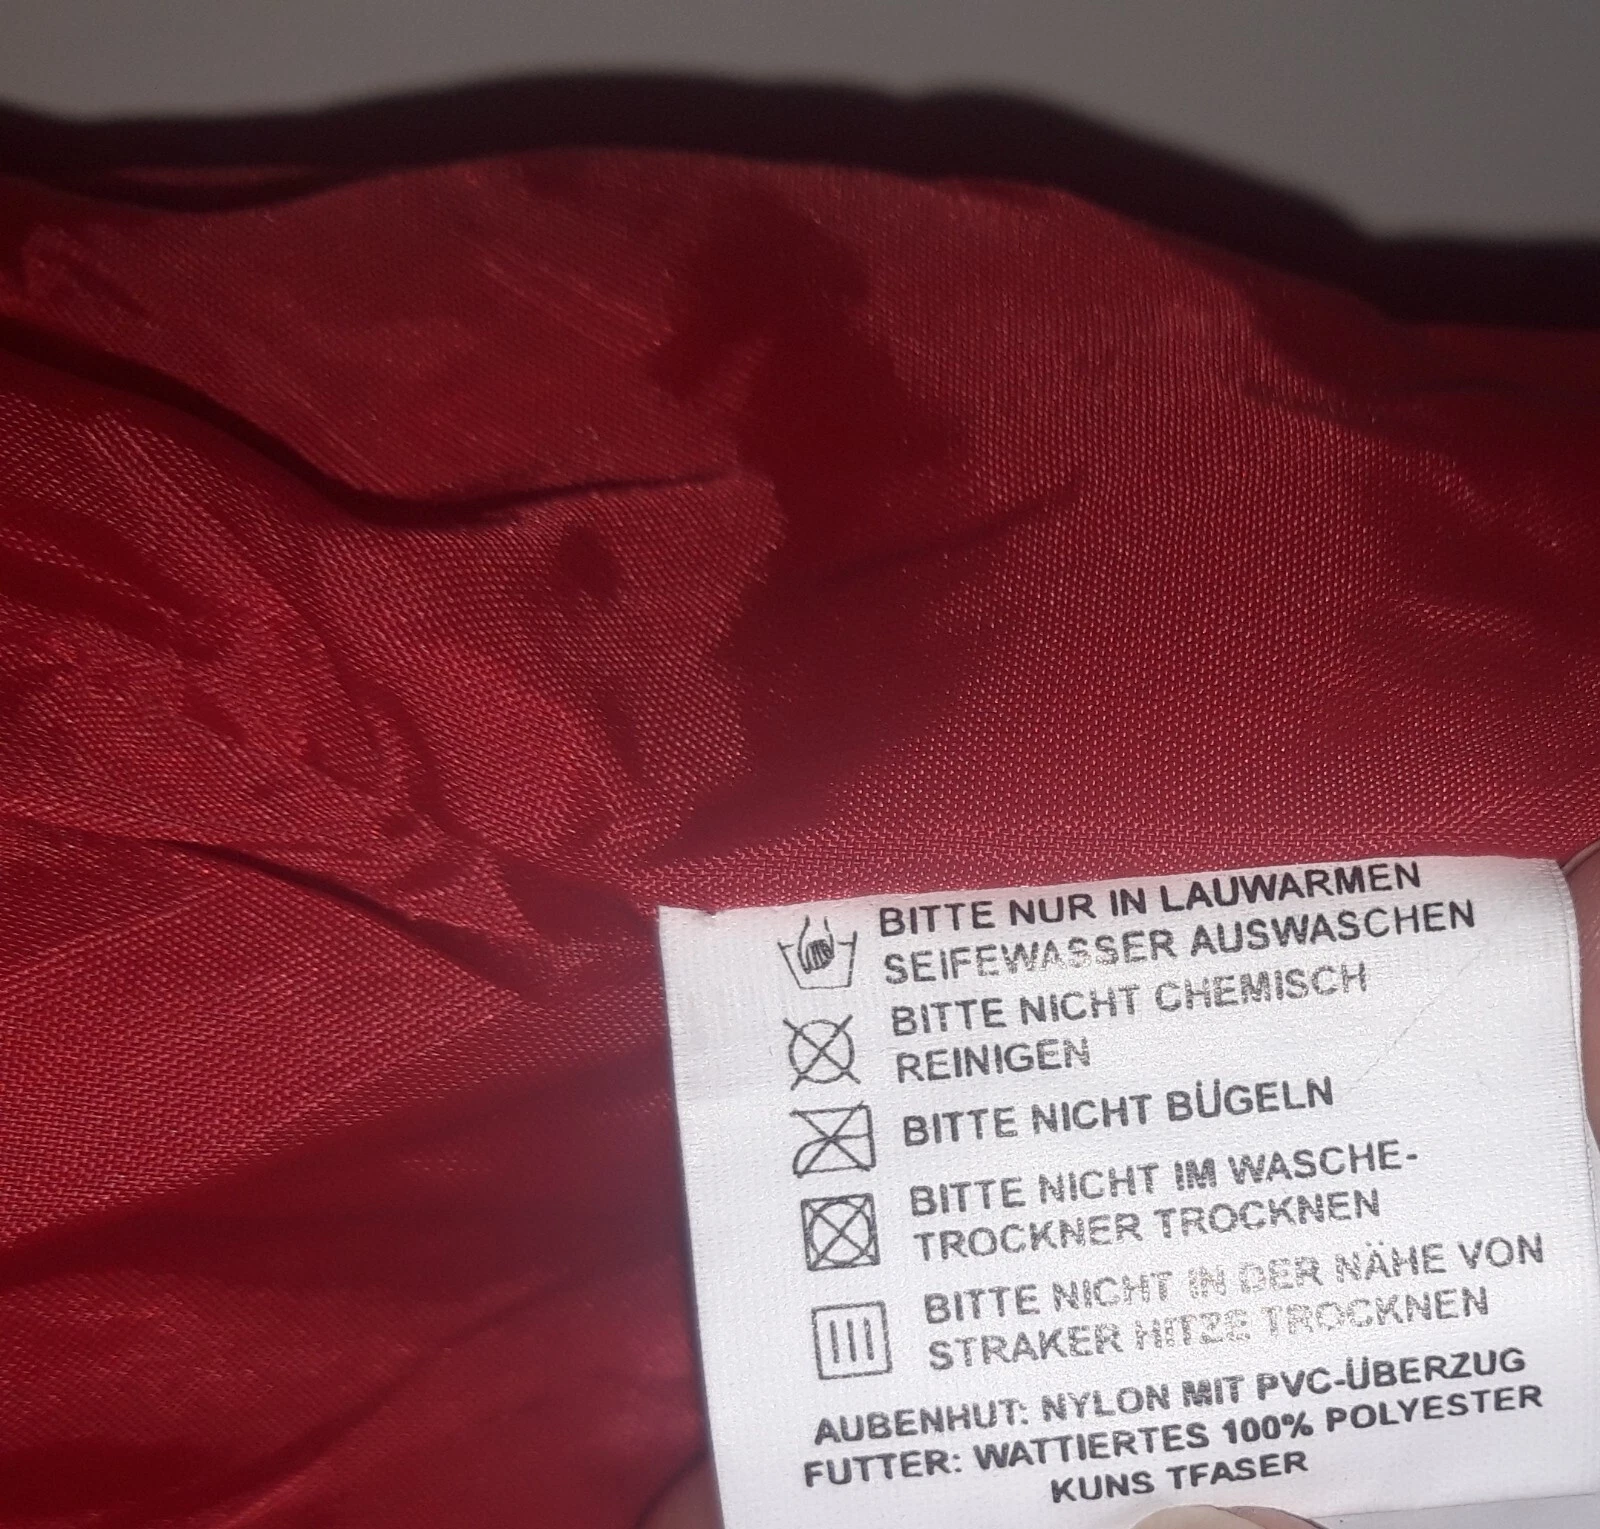 BITTE NUR IN LAUWARMEN
SEIFEWASSER AUSWASCHEN
BITTE NICHT CHEMISCH
REINIGEN
BITTE NICHT BÜGELN
BITTE NICHT IM WASCHE-
TROCKNER TROCKNEN
BITTE NICHT IN DER NÄHE VON
STRAKER HITZE TROCKNEN
AUBENHUT: NYLON MIT PVC-ÜBERZUG
FUTTER: WATTIERTES 100% POLYESTER
KUNS TFASER